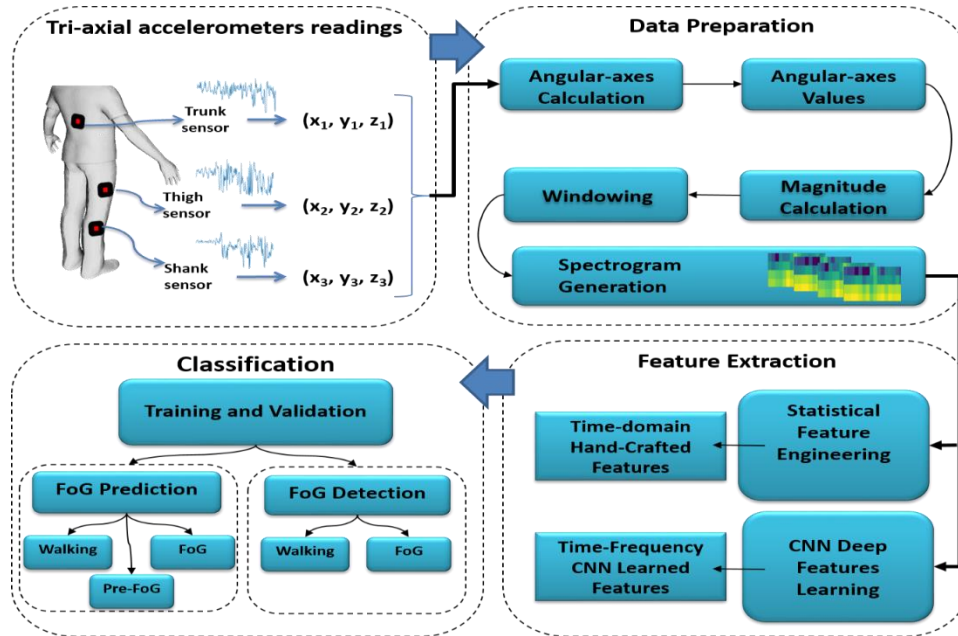 Tri-axial accelerometers readings
Trunk
sensor
(x₁, y₁, z₁)
Thigh
sensor
(x₂, y₂, z₂)
Shank
sensor
(x₃, y₃, z₃)
Data Preparation
Angular-axes
Calculation
Angular-axes
Values
Windowing
Magnitude
Calculation
Spectrogram
Generation
Classification
Training and Validation
FoG Prediction
Walking
FoG
Pre-FoG
FoG Detection
Walking
FoG
Feature Extraction
Time-domain
Hand-Crafted
Features
Statistical
Feature
Engineering
Time-Frequency
CNN Learned
Features
CNN Deep
Features
Learning